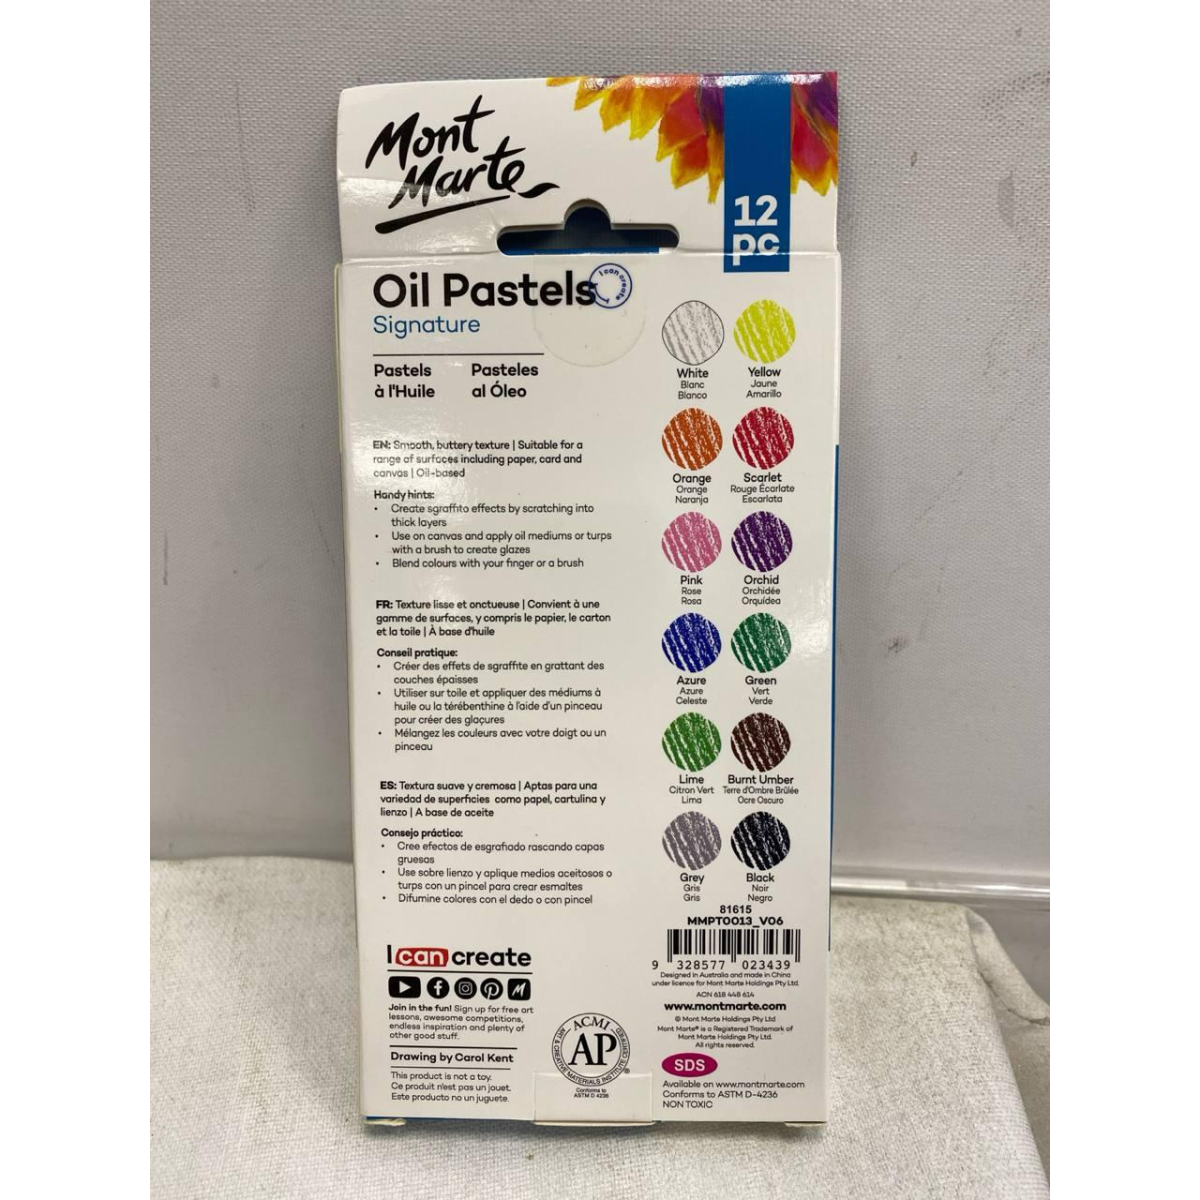 Mont
Marte
12
pc
Oil Pastels
I can create
Signature
Pastels
à l'Huile
Pasteles
al Óleo
EN: Smooth, buttery texture | Suitable for a
range of surfaces including paper, card and
canvas | Oil-based
Handy hints:
• Create sgraffito effects by scratching into
thick layers
• Use on canvas and apply oil mediums or turps
with a brush to create glazes
• Blend colours with your finger or a brush
FR: Texture lisse et onctueuse | Convient à une
gamme de surfaces, y compris le papier, le carton
et la toile | À base d'huile
Conseil pratique:
• Créer des effets de sgraffite en grattant des
couches épaisses
• Utiliser sur toile et appliquer des médiums à
huile ou la térébenthine à l'aide d'un pinceau
pour créer des glaçures
• Mélangez les couleurs avec votre doigt ou un
pinceau
ES: Textura suave y cremosa | Aptas para una
variedad de superficies como papel, cartulina y
lienzo | A base de aceite
Consejo práctico:
• Cree efectos de esgrafiado rascando capas
gruesas
• Use sobre lienzo y aplique medios aceitosos o
turps con un pincel para crear esmaltes
• Difumine colores con el dedo o con pincel
White
Blanc
Blanco
Yellow
Jaune
Amarillo
Orange
Orange
Naranja
Scarlet
Rouge Écarlate
Escarlata
Pink
Rose
Rosa
Orchid
Orchidée
Orquídea
Azure
Azure
Celeste
Green
Vert
Verde
Lime
Citron Vert
Lima
Burnt Umber
Terre d'Ombre Brûlée
Ocre Oscuro
Grey
Gris
Gris
Black
Noir
Negro
81615
MMPT0013_V06
9 328577 023439
Designed in Australia and made in China
under licence for Mont Marte Holdings Pty Ltd.
ACN 618 448 614
www.montmarte.com
© Mont Marte Holdings Pty Ltd
Mont Marte® is a Registered Trademark of
Mont Marte Holdings Pty Ltd.
All rights reserved.
SDS
Available on www.montmarte.com
Conforms to ASTM D-4236
NON TOXIC
I can create
Join in the fun! Sign up for free art
lessons, awesome competitions,
endless inspiration and plenty of
other good stuff.
Drawing by Carol Kent
This product is not a toy.
Ce produit n'est pas un jouet.
Este producto no un juguete.
ACMI
AP
ART & CREATIVE MATERIALS INSTITUTE CERTIFIED
Conforms to
ASTM D 4236